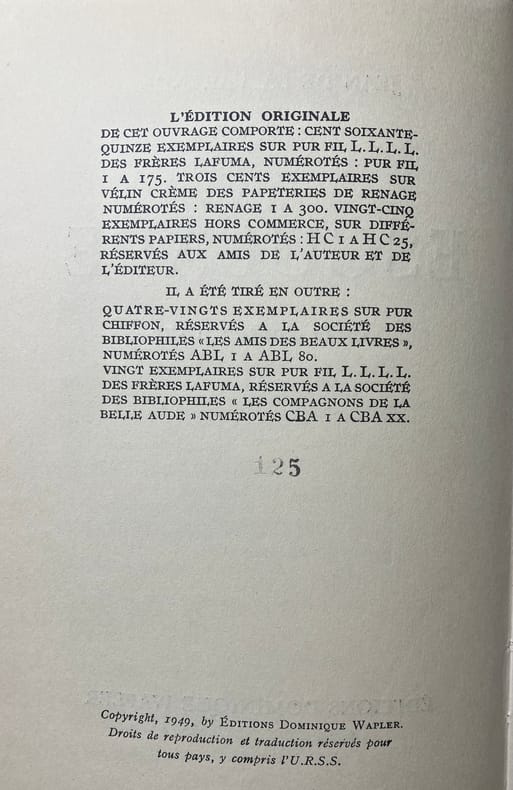 L'ÉDITION ORIGINALE
DE CET OUVRAGE COMPORTE : CENT SOIXANTE-
QUINZE EXEMPLAIRES SUR PUR FIL L. L. L. L.
DES FRÈRES LAFUMA, NUMÉROTÉS : PUR FIL
1 A 175. TROIS CENTS EXEMPLAIRES SUR
VÉLIN CRÈME DES PAPETERIES DE RENAGE
NUMÉROTÉS : RENAGE 1 A 300. VINGT-CINQ
EXEMPLAIRES HORS COMMERCE, SUR DIFFÉ-
RENTS PAPIERS, NUMÉROTÉS : H C 1 A H C 25,
RÉSERVÉS AUX AMIS DE L'AUTEUR ET DE
L'ÉDITEUR.
IL A ÉTÉ TIRÉ EN OUTRE :
QUATRE-VINGTS EXEMPLAIRES SUR PUR
CHIFFON, RÉSERVÉS A LA SOCIÉTÉ DES
BIBLIOPHILES «LES AMIS DES BEAUX LIVRES»,
NUMÉROTÉS ABL 1 A ABL 80.
VINGT EXEMPLAIRES SUR PUR FIL L. L. L. L.
DES FRÈRES LAFUMA, RÉSERVÉS A LA SOCIÉTÉ
DES BIBLIOPHILES « LES COMPAGNONS DE LA
BELLE AUDE » NUMÉROTÉS CBA I A CBA XX.
125
Copyright, 1949, by ÉDITIONS DOMINIQUE WAPLER.
Droits de reproduction et traduction réservés pour
tous pays, y compris l'U.R.S.S.